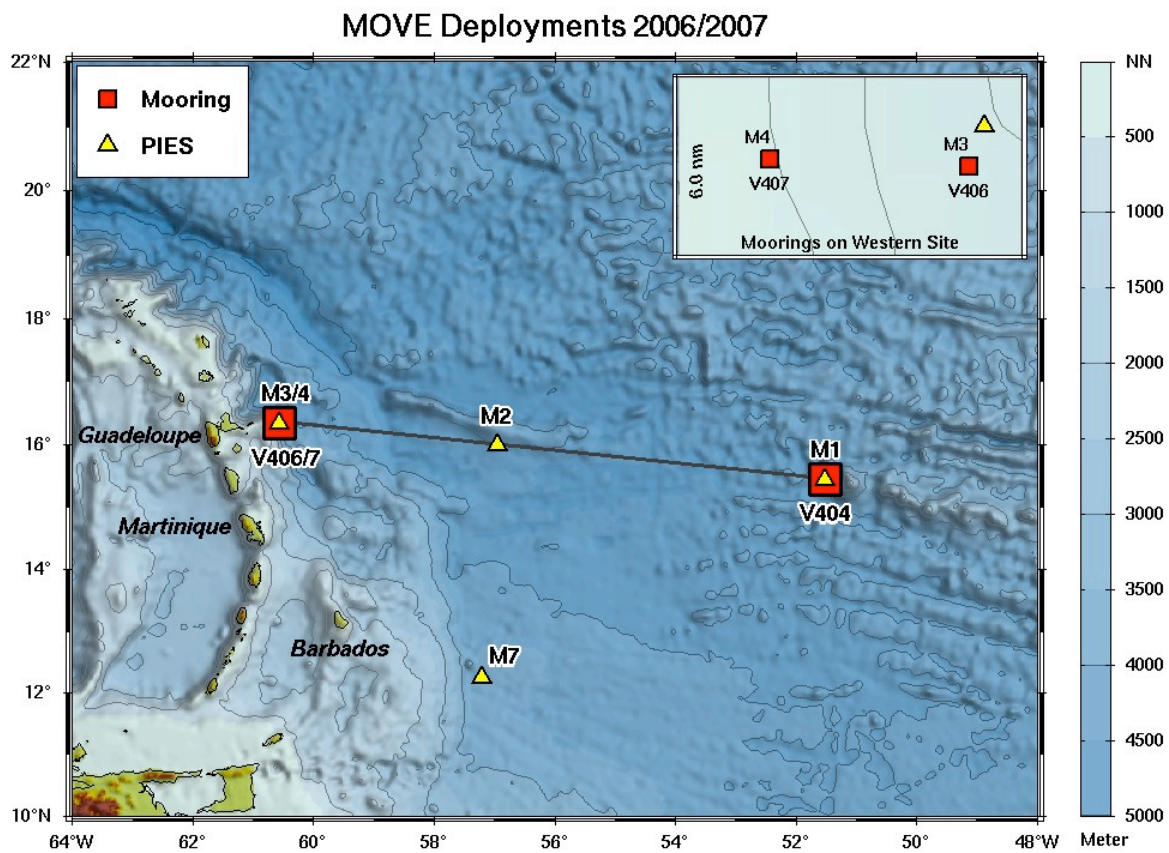 MOVE Deployments 2006/2007
22°N
20°N
18°N
16°N
14°N
12°N
10°N
64°W
62°W
60°W
58°W
56°W
54°W
52°W
50°W
48°W
Mooring
PIES
6.0 nm
M4
V407
M3
V406
Moorings on Western Site
M3/4
V406/7
M2
M1
V404
M7
Guadeloupe
Martinique
Barbados
NN
500
1000
2000
2500
3000
3500
4000
4500
5000
Meter